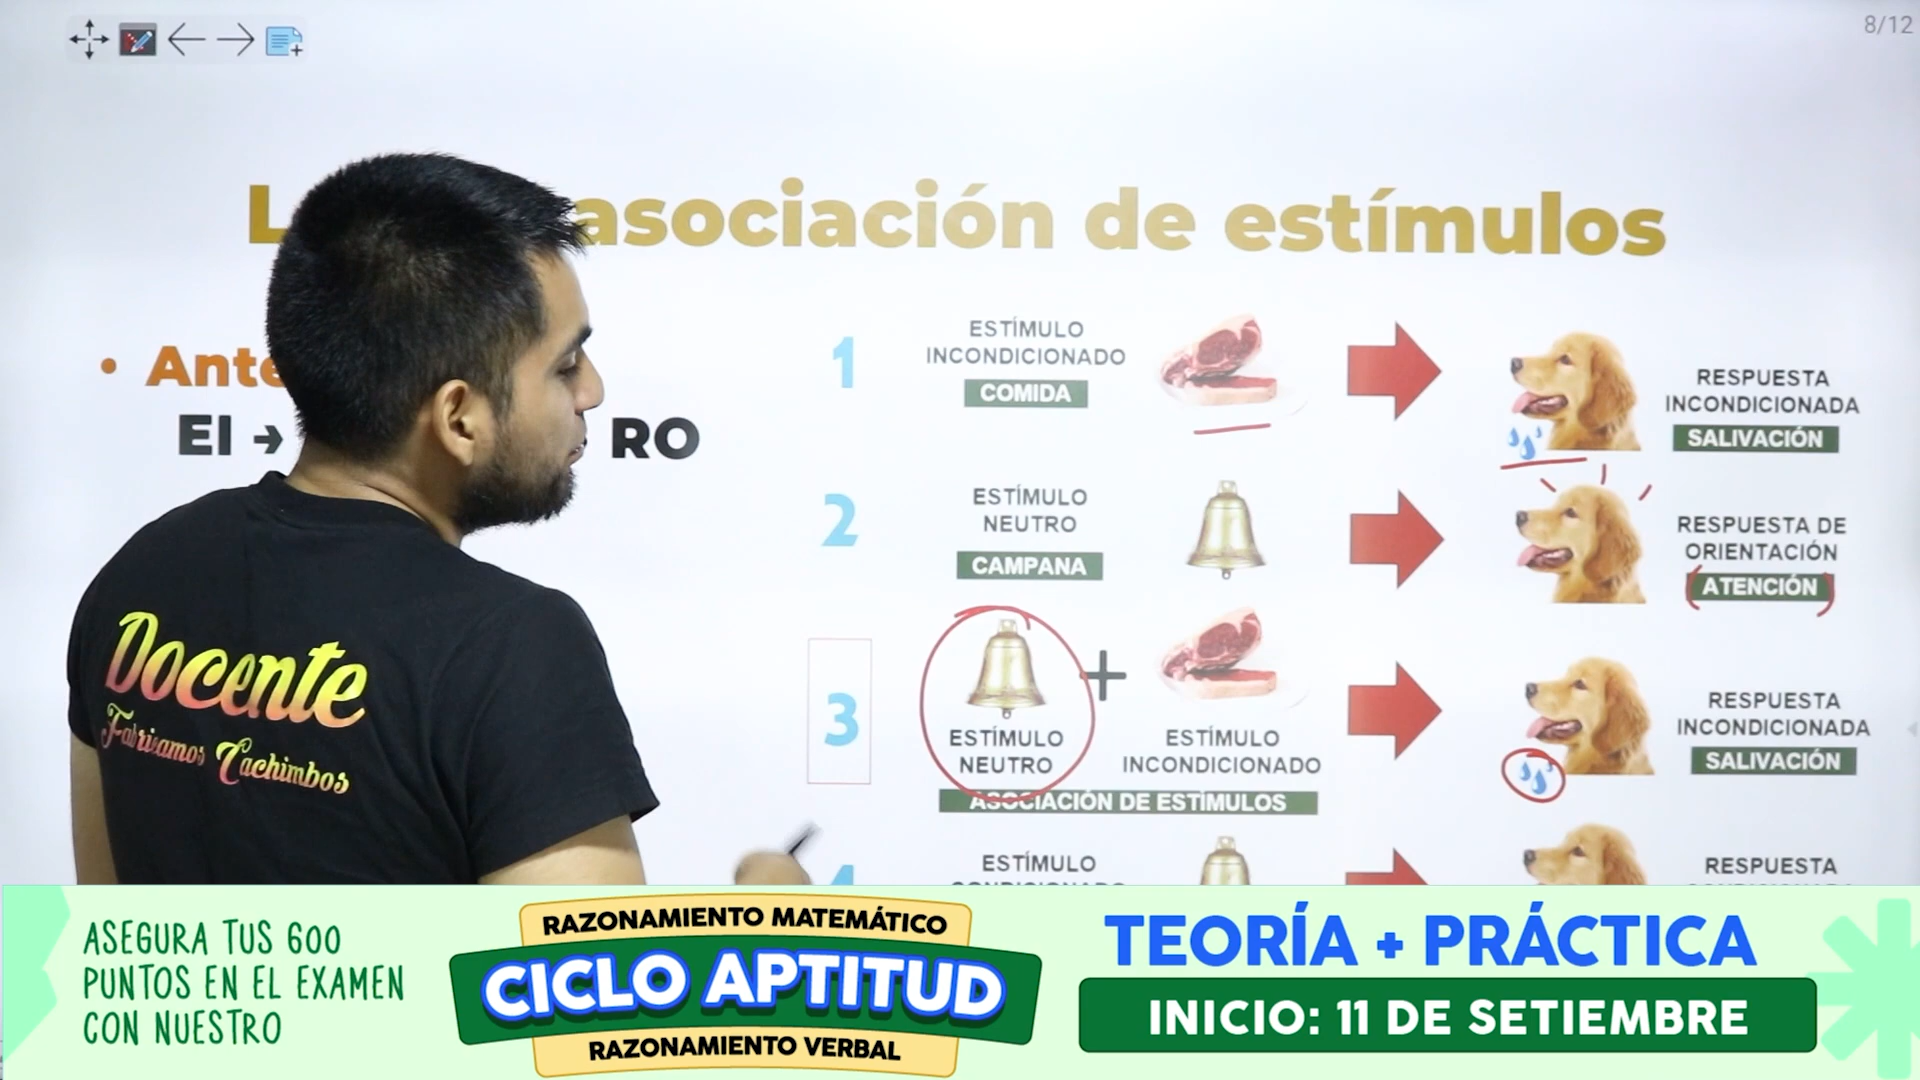 8/12
asociación de estímulos
EI →
RO
1
ESTÍMULO
INCONDICIONADO
COMIDA
RESPUESTA
INCONDICIONADA
SALIVACIÓN
2
ESTÍMULO
NEUTRO
CAMPANA
RESPUESTA DE
ORIENTACIÓN
ATENCIÓN
3
+
ESTÍMULO
NEUTRO
ESTÍMULO
INCONDICIONADO
ASOCIACIÓN DE ESTÍMULOS
RESPUESTA
INCONDICIONADA
SALIVACIÓN
ESTÍMULO
RESPUESTA
Docente
Fabricamos Cachimbos
ASEGURA TUS 600
PUNTOS EN EL EXAMEN
CON NUESTRO
RAZONAMIENTO MATEMÁTICO
CICLO APTITUD
RAZONAMIENTO VERBAL
TEORÍA + PRÁCTICA
INICIO: 11 DE SETIEMBRE